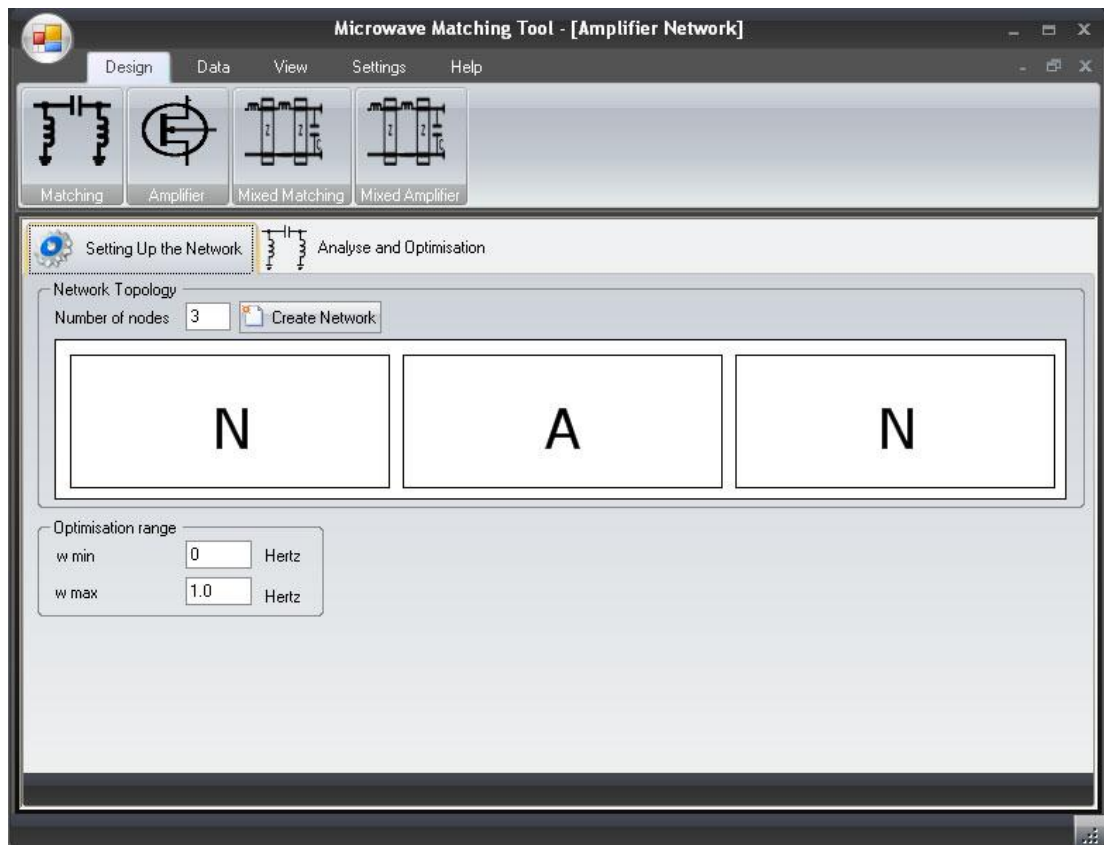 Microwave Matching Tool - [Amplifier Network]
Design Data View Settings Help
Matching Amplifier Mixed Matching Mixed Amplifier
Setting Up the Network Analyse and Optimisation
Network Topology
Number of nodes 3 Create Network
N A N
Optimisation range
w min 0 Hertz
w max 1.0 Hertz